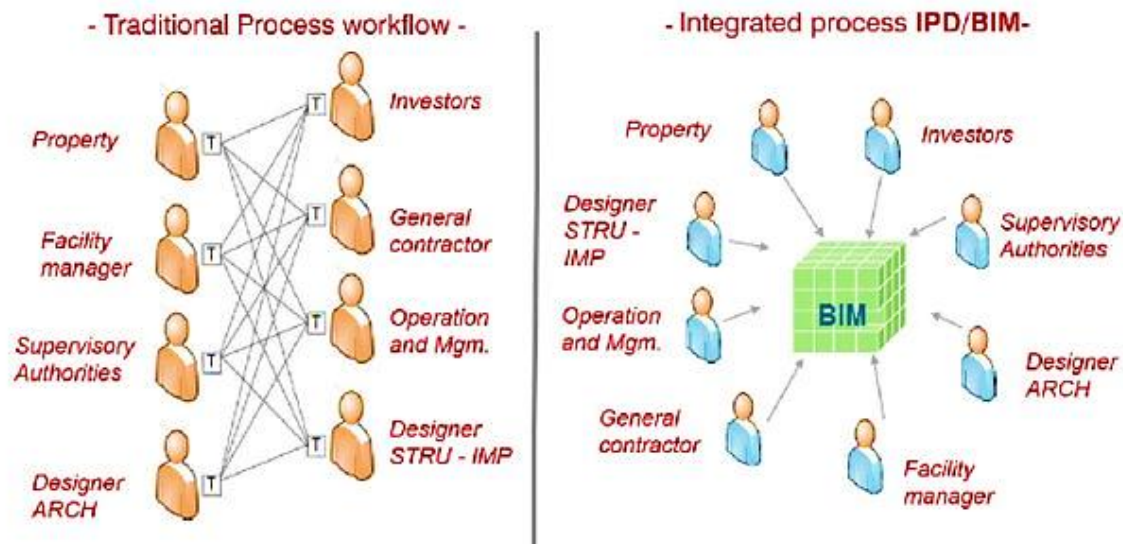 - Traditional Process workflow -
Property
Facility
manager
Supervisory
Authorities
Designer
ARCH
T
T
T
T
T
T
T
T
Investors
General
contractor
Operation
and Mgm.
Designer
STRU - IMP
- Integrated process IPD/BIM-
Property
Investors
Designer
STRU -
IMP
Supervisory
Authorities
Operation
and Mgm.
BIM
Designer
ARCH
General
contractor
Facility
manager